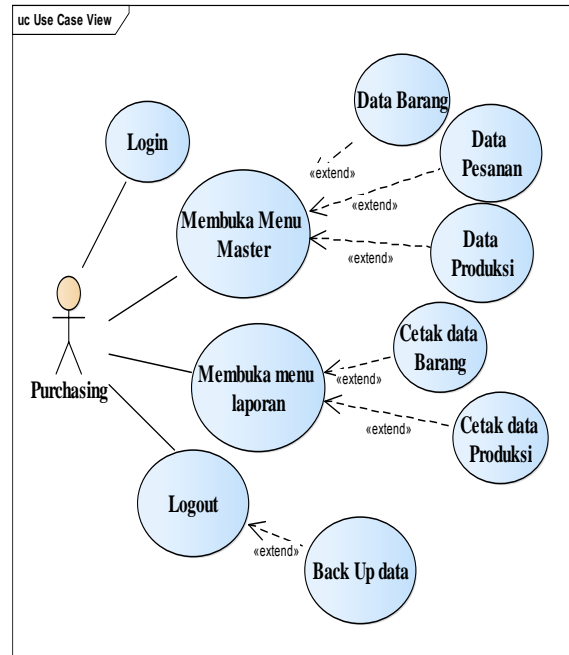 uc Use Case View
Data Barang
Login
Data
Pesanan
«extend»
«extend»
Membuka Menu
Master
Data
Produksi
«extend»
Cetak data
Barang
Membuka menu
laporan
«extend»
Purchasing
«extend»
Cetak data
Produksi
Logout
«extend»
Back Up data